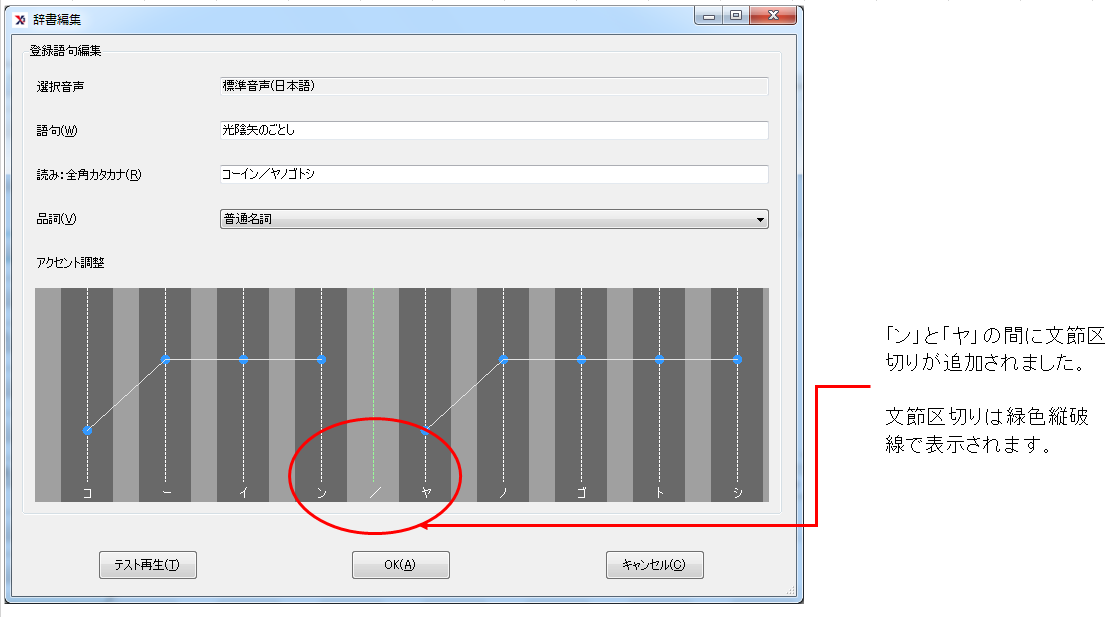 辞書編集
登録語句編集
選択音声
標準音声(日本語)
語句(W)
光陰矢のごとし
読み:全角カタカナ(R)
コーイン／ヤノゴトシ
品詞(V)
普通名詞
アクセント調整
コ ー イ ン ／ ヤ ノ ゴ ト シ
テスト再生(T)
OK(A)
キャンセル(C)
「ン」と「ヤ」の間に文節区
切りが追加されました。
文節区切りは緑色縦破
線で表示されます。